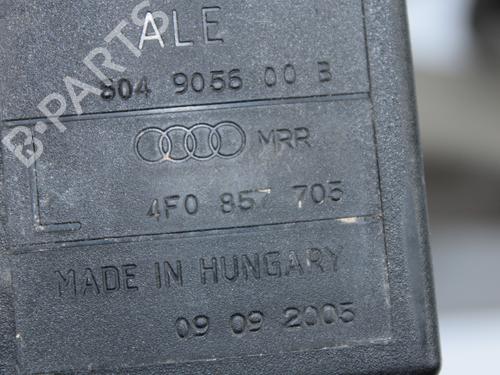 ALE
604 9056 00 B
B-PARTS
MRR
L
4F0 857 705
MADE IN HUNGARY
09 09 2005